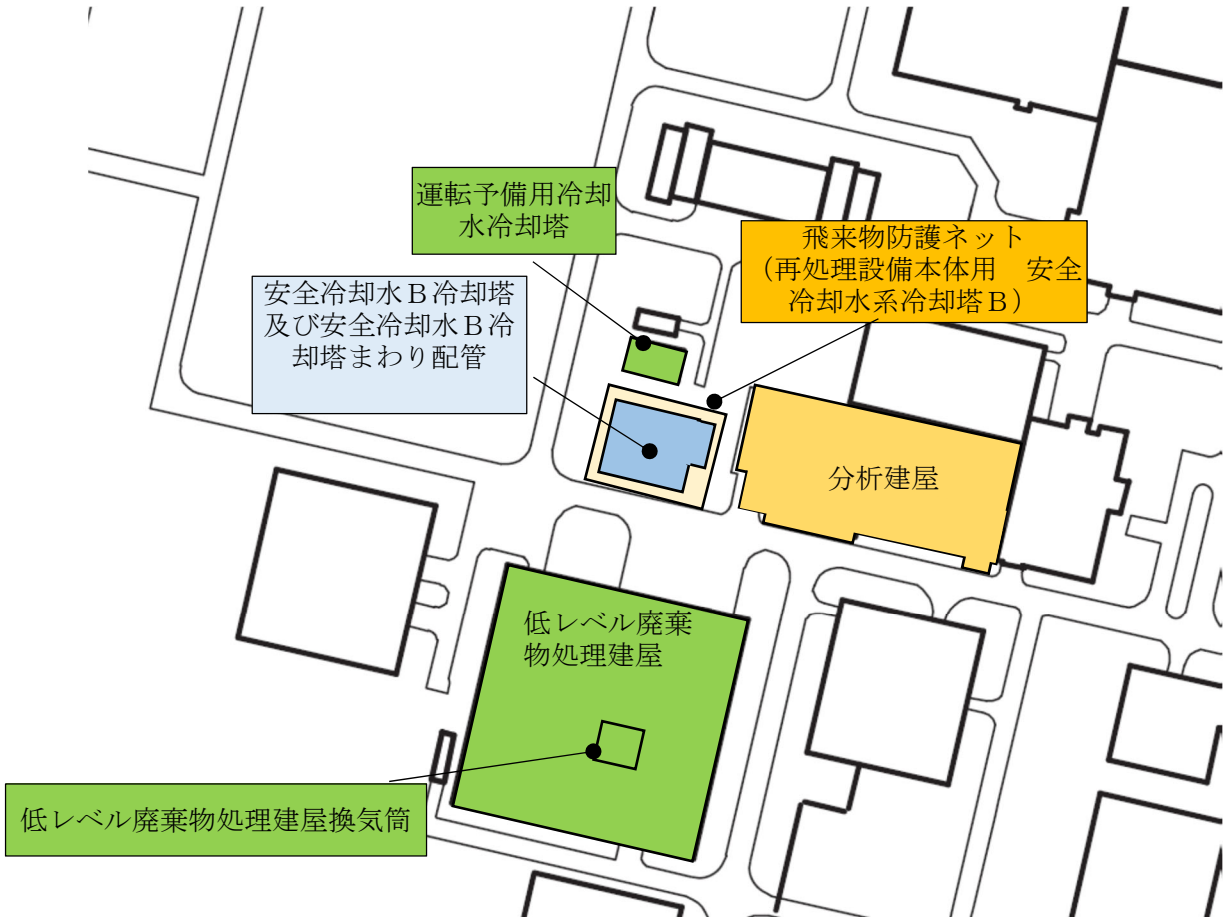 運転予備用冷却
水冷却塔
飛来物防護ネット
（再処理設備本体用　安全
冷却水系冷却塔Ｂ）
安全冷却水Ｂ冷却塔
及び安全冷却水Ｂ冷
却塔まわり配管
分析建屋
低レベル廃棄
物処理建屋
低レベル廃棄物処理建屋換気筒